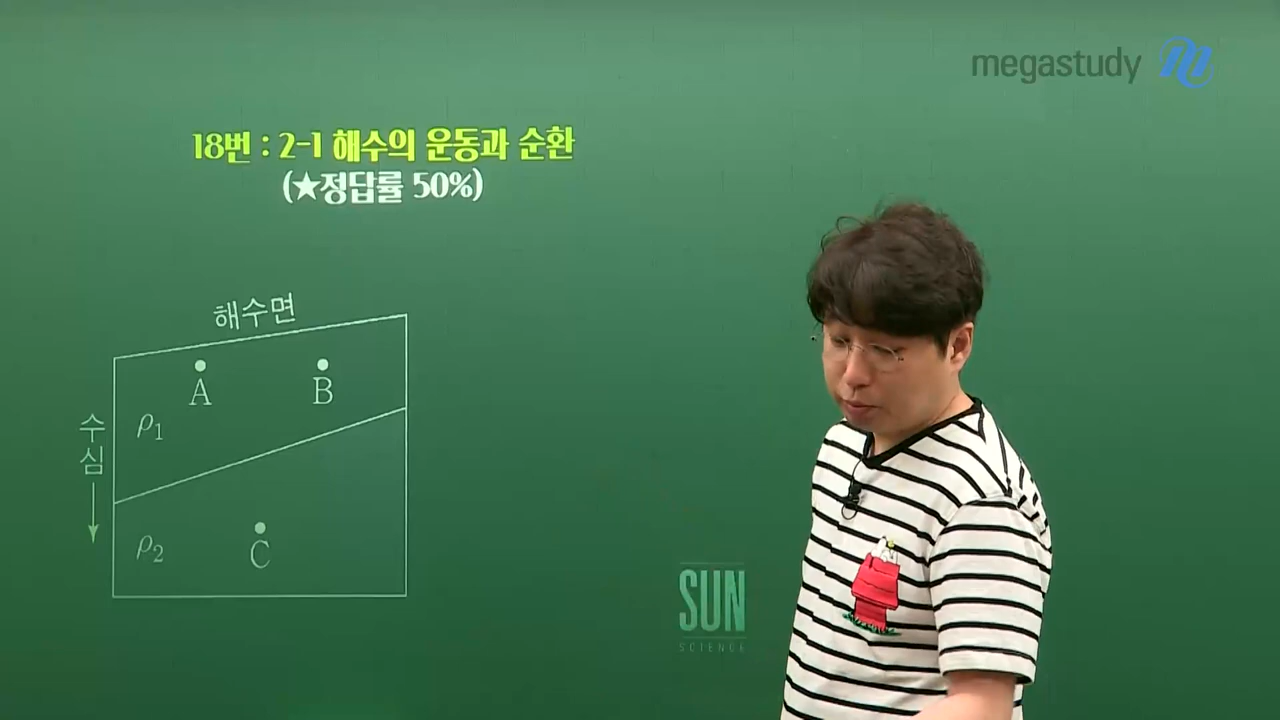 megastudy
18번 : 2-1 해수의 운동과 순환
(★정답률 50%)
해수면
A
B
수심
ρ₁
ρ₂
C
SUN
SCIENCE